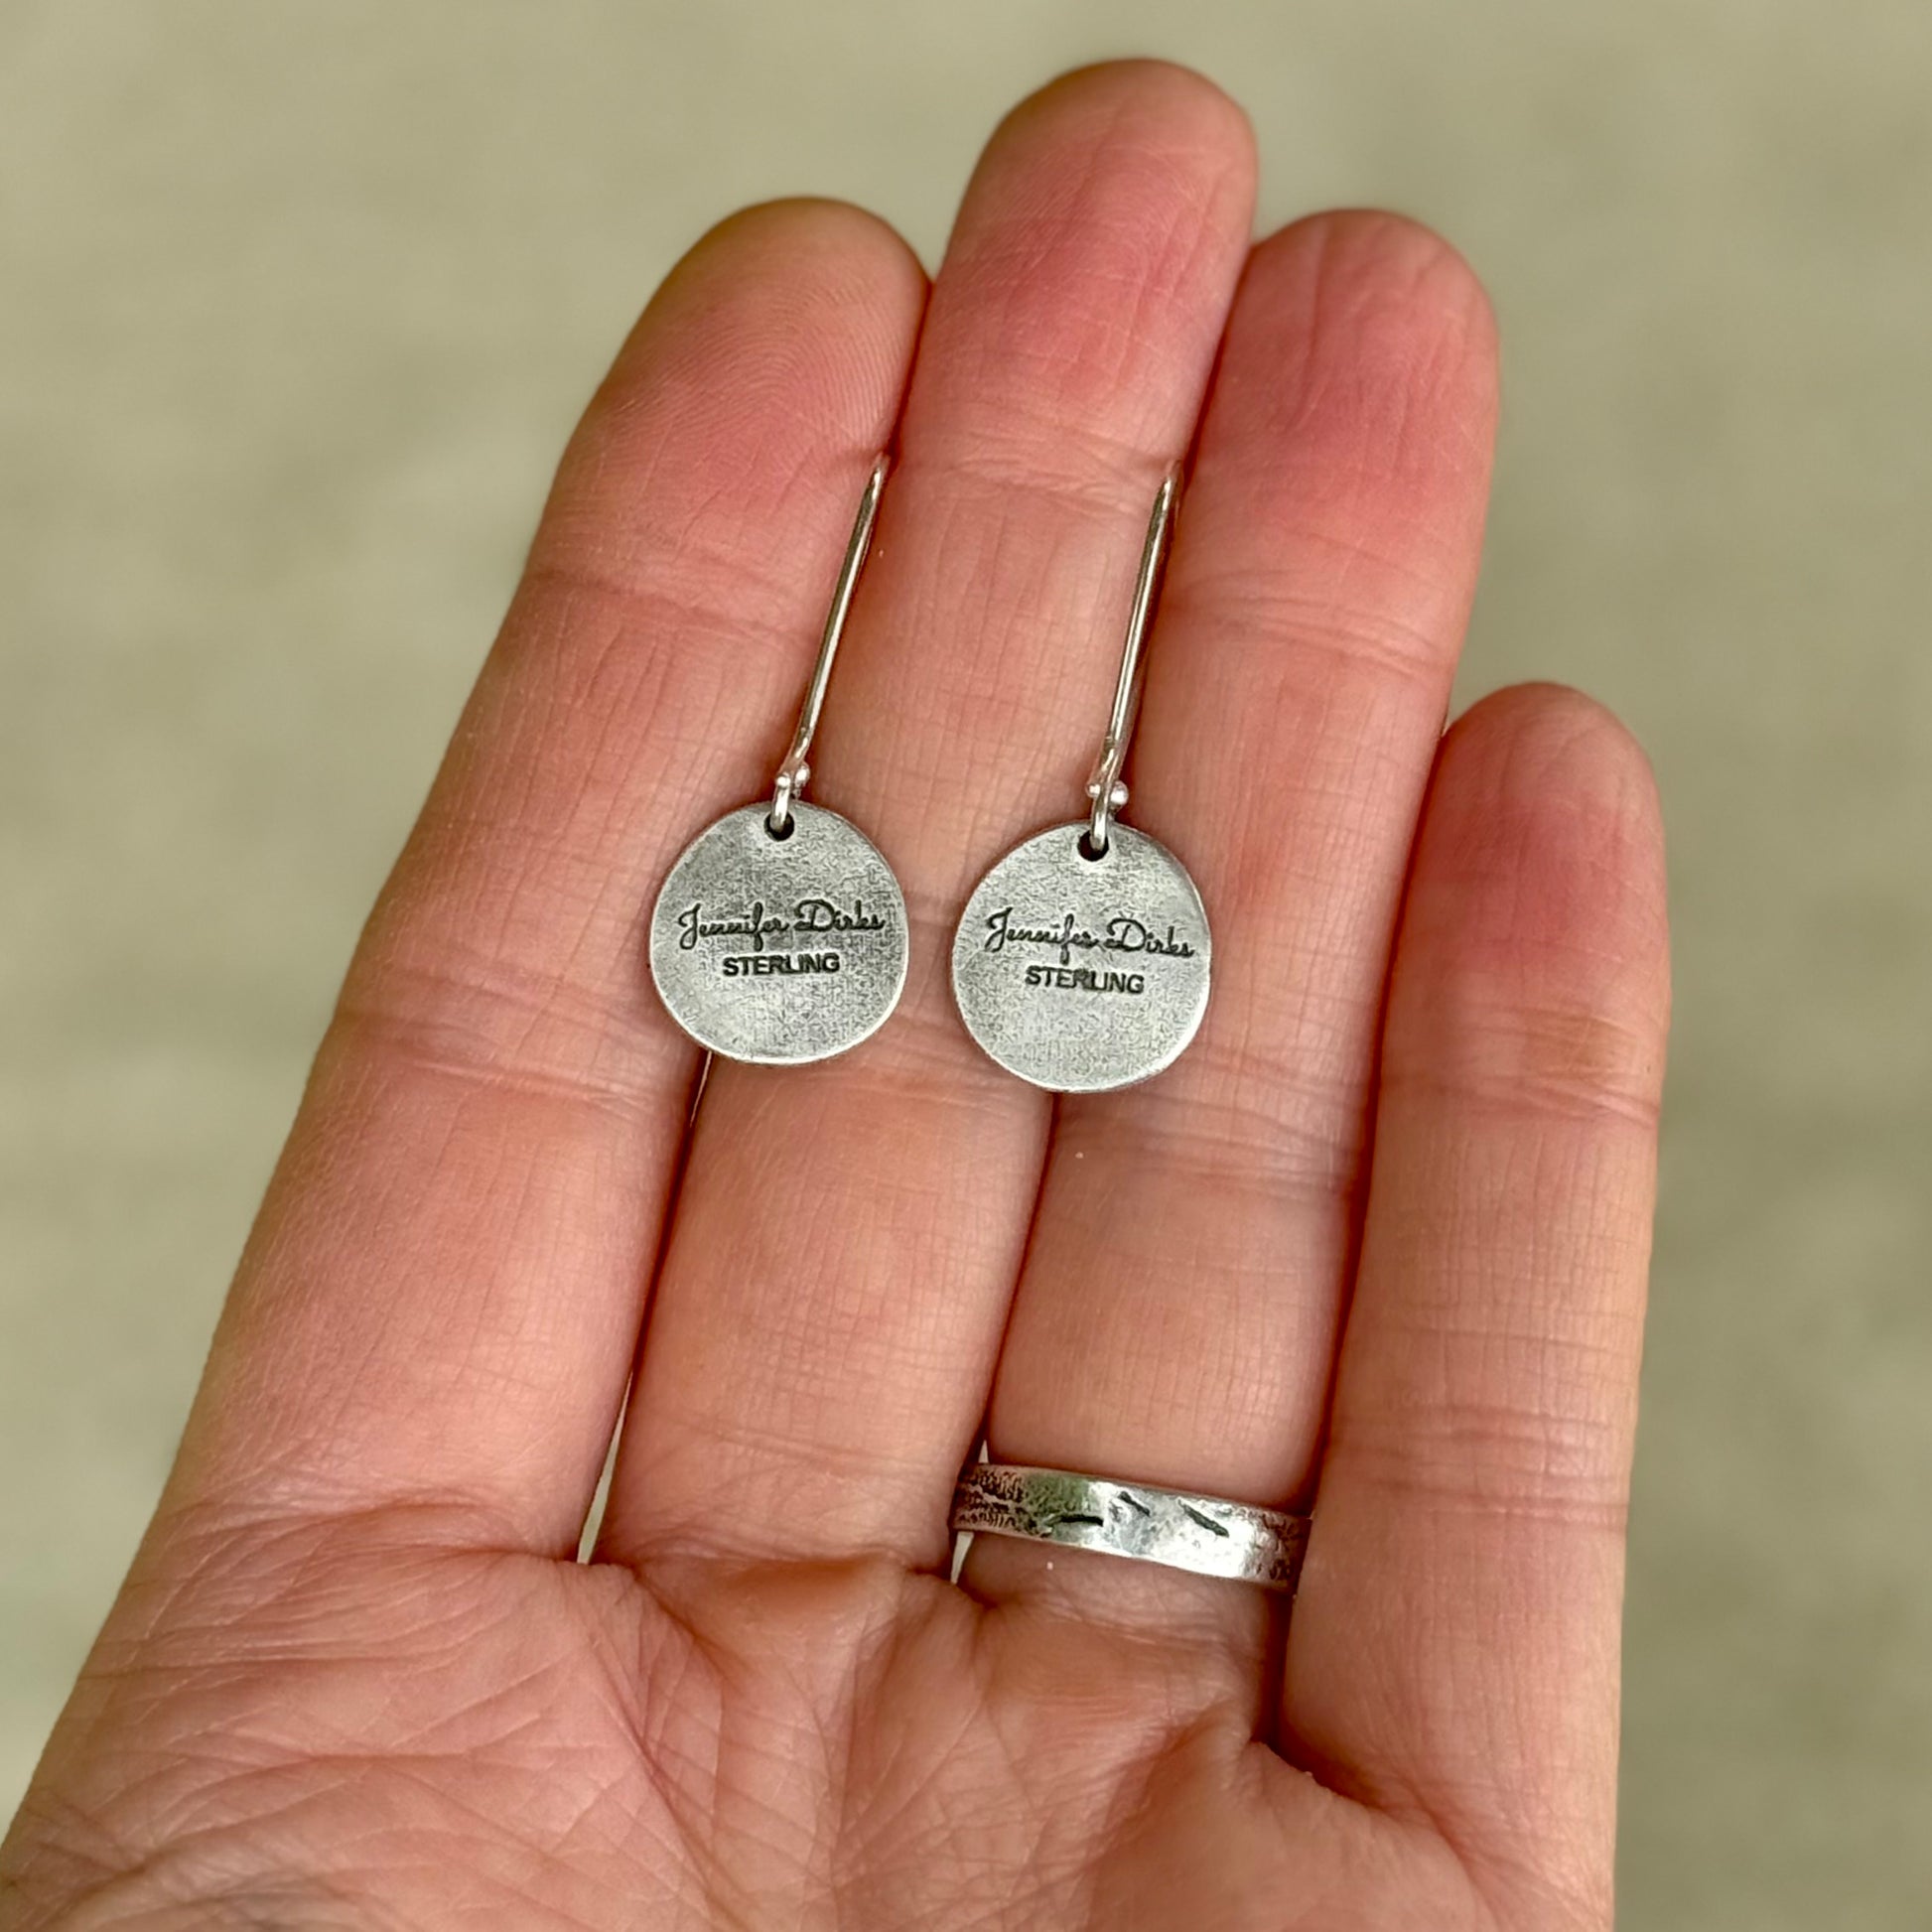 Jennifer Dirks
STERLING
Jennifer Dirks
STERLING